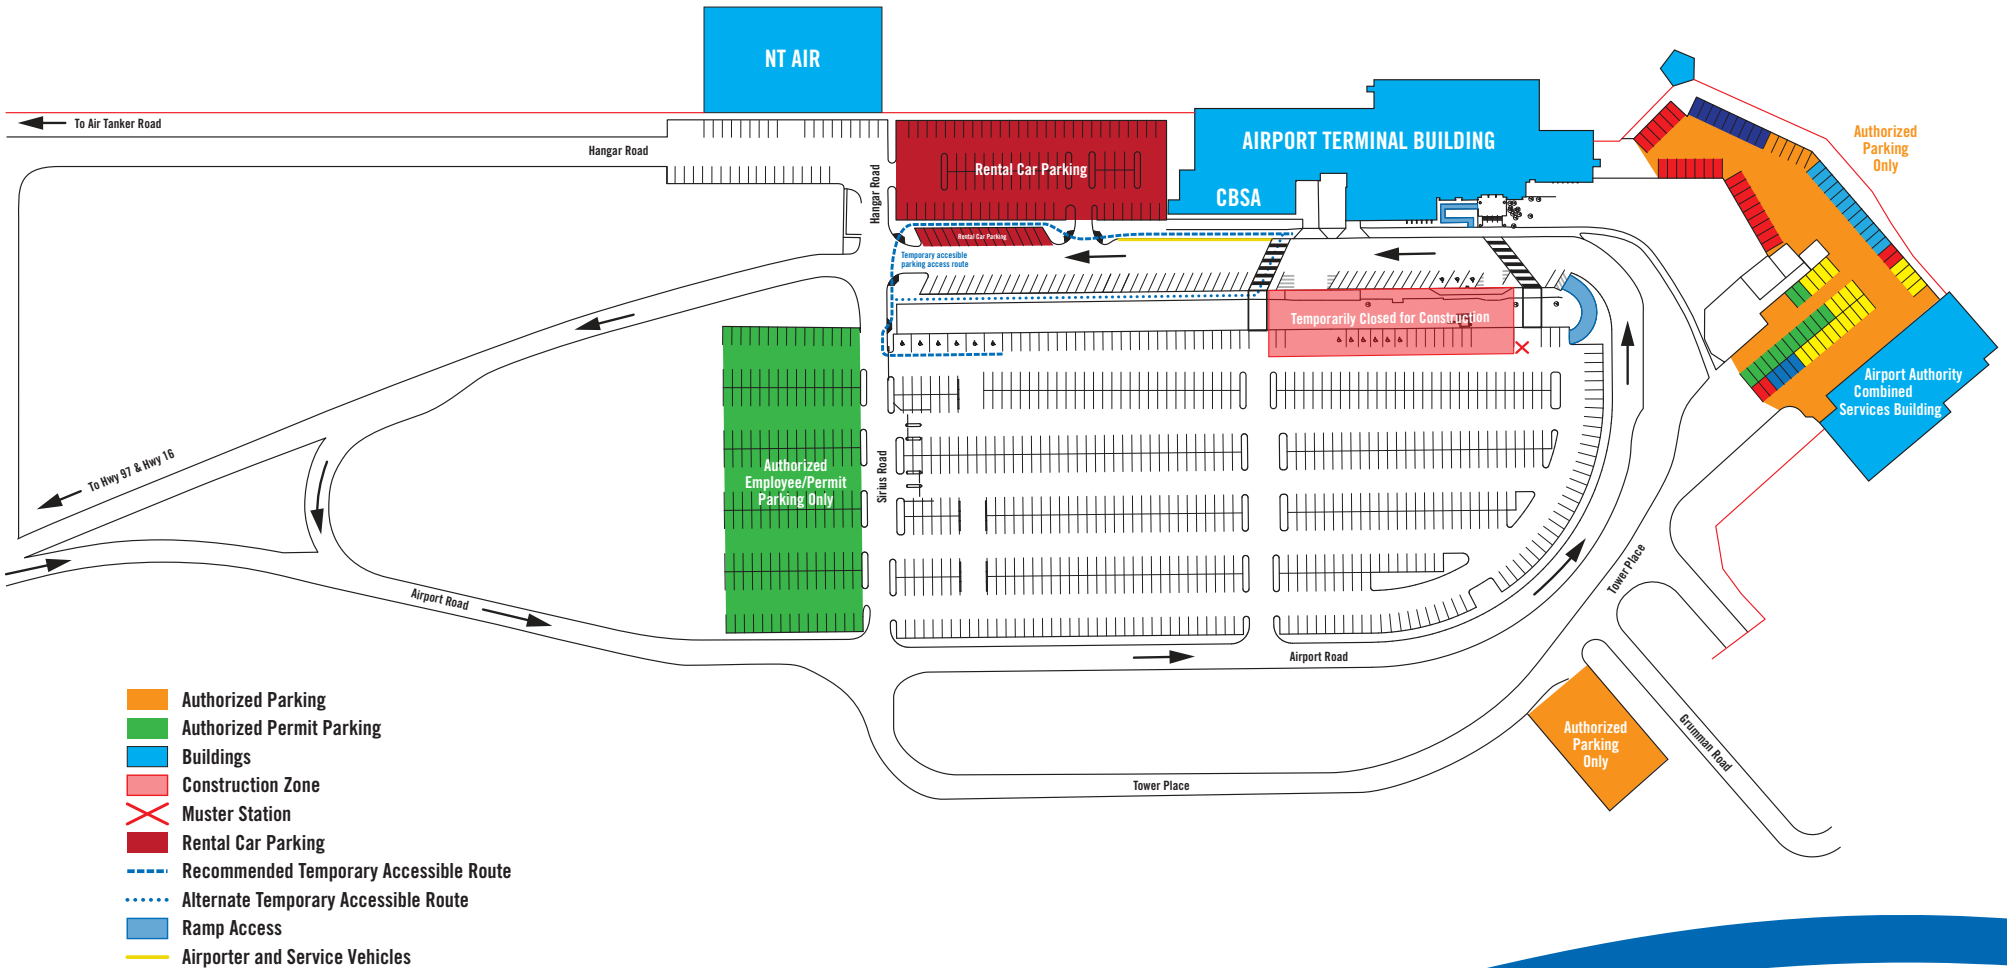 NT AIR
To Air Tanker Road
Hangar Road
Hangar Road
Rental Car Parking
AIRPORT TERMINAL BUILDING
CBSA
Authorized
Parking
Only
Rental Car Parking
Temporary accesible
parking access route
Temporarily Closed for Construction
Airport Authority
Combined
Services Building
To Hwy 97 & Hwy 16
Authorized
Employee/Permit
Parking Only
Sirius Road
Airport Road
Tower Place
Airport Road
Grumman Road
Authorized
Parking
Only
Tower Place
Authorized Parking
Authorized Permit Parking
Buildings
Construction Zone
Muster Station
Rental Car Parking
Recommended Temporary Accessible Route
Alternate Temporary Accessible Route
Ramp Access
Airporter and Service Vehicles